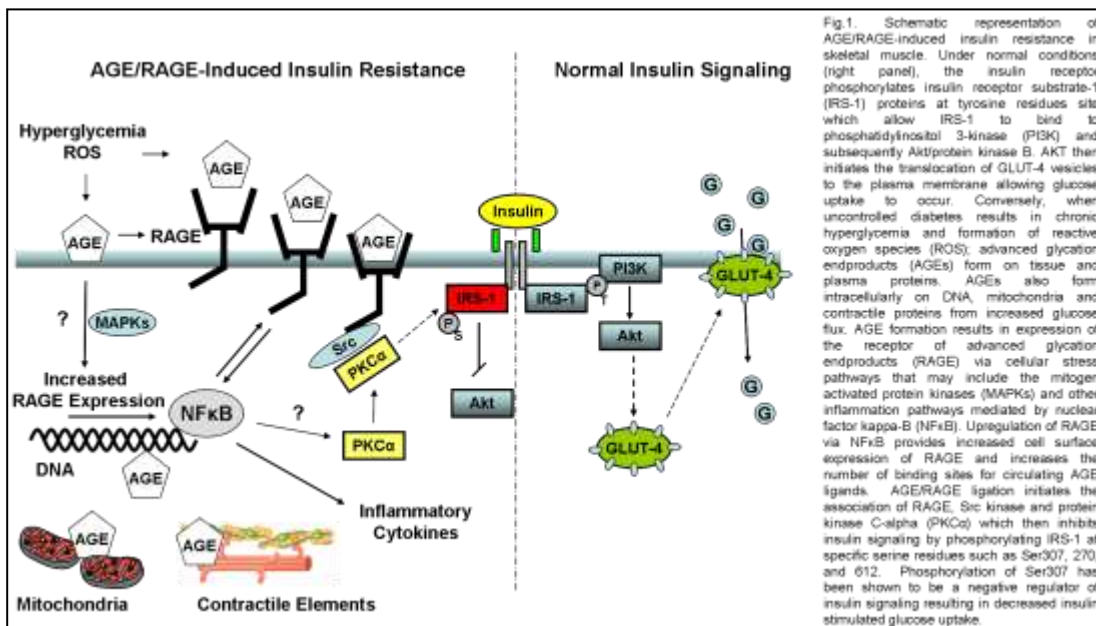 AGE/RAGE-Induced Insulin Resistance
Normal Insulin Signaling
Hyperglycemia
ROS
AGE
AGE
RAGE
AGE
AGE
Insulin
?
MAPKs
Src
PKCα
IRS-1
P
S
IRS-1
P
T
PI3K
Akt
Akt
G
G
G
G
GLUT-4
G
G
GLUT-4
Increased
RAGE Expression
NFκB
?
PKCα
DNA
AGE
Inflammatory
Cytokines
AGE
Mitochondria
AGE
Contractile Elements
Fig.1. Schematic representation of
AGE/RAGE-induced insulin resistance in
skeletal muscle. Under normal conditions
(right panel), the insulin receptor
phosphorylates insulin receptor substrate-1
(IRS-1) proteins at tyrosine residues site
which allow IRS-1 to bind to
phosphatidylinositol 3-kinase (PI3K) and
subsequently Akt/protein kinase B. AKT then
initiates the translocation of GLUT-4 vesicles
to the plasma membrane allowing glucose
uptake to occur. Conversely, when
uncontrolled diabetes results in chronic
hyperglycemia and formation of reactive
oxygen species (ROS); advanced glycation
endproducts (AGEs) form on tissue and
plasma proteins. AGEs also form
intracellularly on DNA, mitochondria and
contractile proteins from increased glucose
flux. AGE formation results in expression of
the receptor of advanced glycation
endproducts (RAGE) via cellular stress
pathways that may include the mitogen
activated protein kinases (MAPKs) and other
inflammation pathways mediated by nuclear
factor kappa-B (NFκB). Upregulation of RAGE
via NFκB provides increased cell surface
expression of RAGE and increases the
number of binding sites for circulating AGE
ligands. AGE/RAGE ligation initiates the
association of RAGE, Src kinase and protein
kinase C-alpha (PKCα) which then inhibits
insulin signaling by phosphorylating IRS-1 at
specific serine residues such as Ser307, 270,
and 612. Phosphorylation of Ser307 has
been shown to be a negative regulator of
insulin signaling resulting in decreased insulin
stimulated glucose uptake.